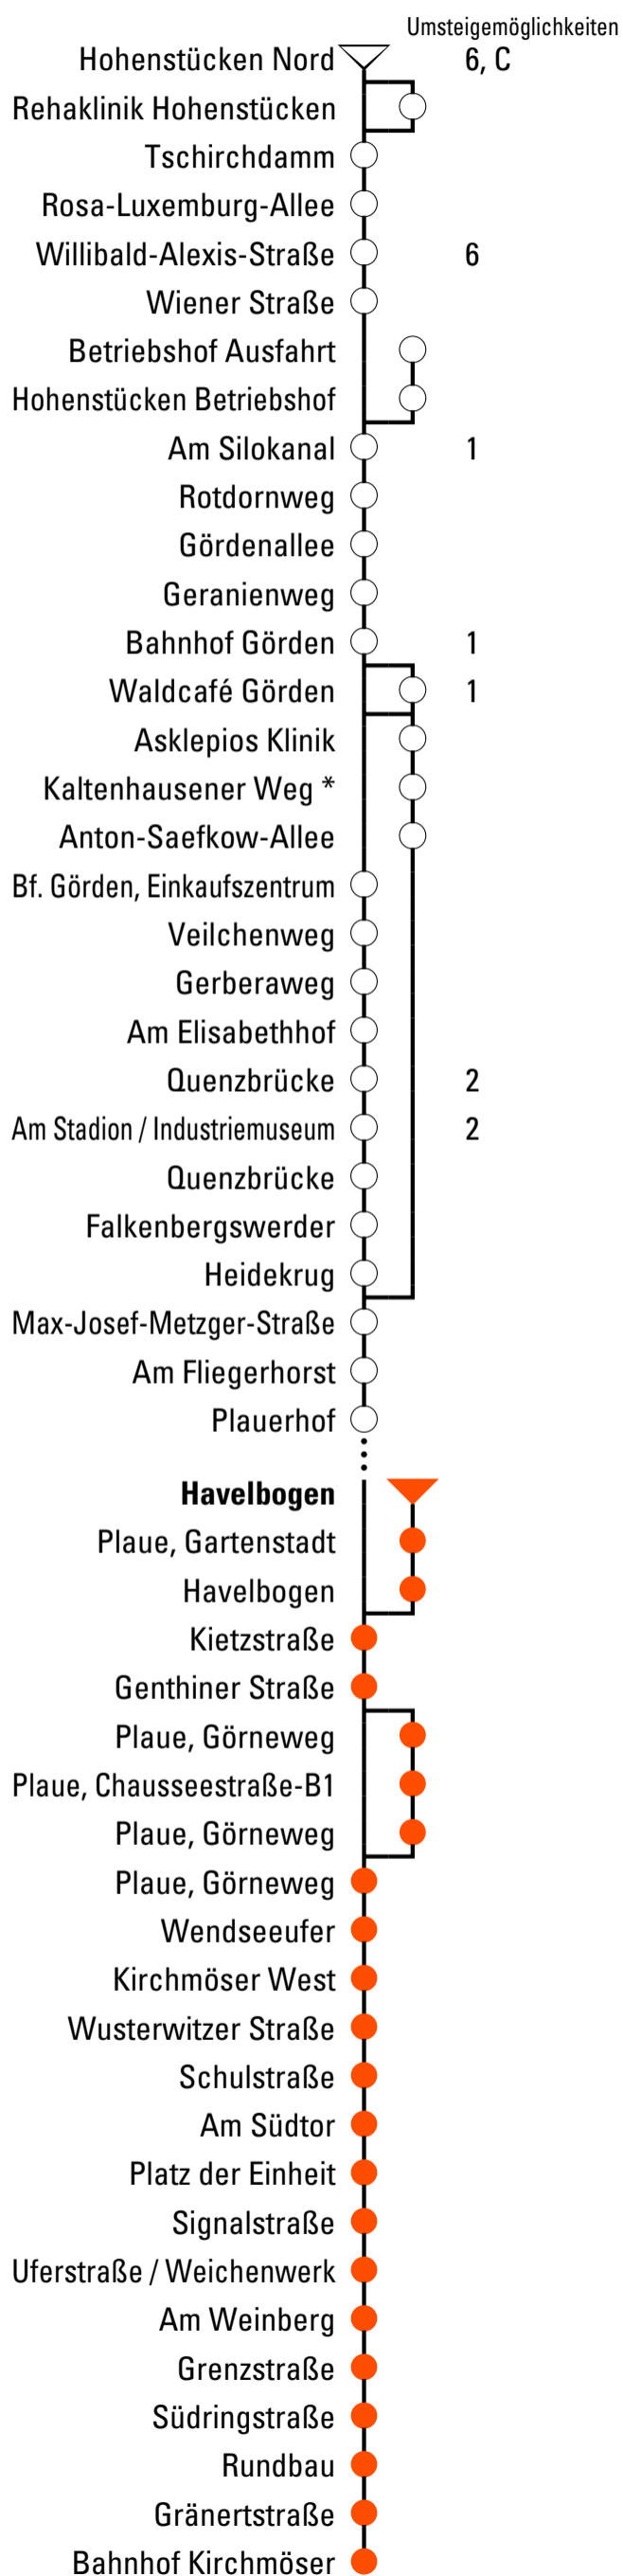 Umsteigemöglichkeiten
Hohenstücken Nord 6, C
Rehaklinik Hohenstücken
Tschirchdamm
Rosa-Luxemburg-Allee
Willibald-Alexis-Straße 6
Wiener Straße
Betriebshof Ausfahrt
Hohenstücken Betriebshof
Am Silokanal 1
Rotdornweg
Gördenallee
Geranienweg
Bahnhof Görden 1
Waldcafé Görden 1
Asklepios Klinik
Kaltenhausener Weg *
Anton-Saefkow-Allee
Bf. Görden, Einkaufszentrum
Veilchenweg
Gerberaweg
Am Elisabethhof
Quenzbrücke 2
Am Stadion / Industriemuseum 2
Quenzbrücke
Falkenbergswerder
Heidekrug
Max-Josef-Metzger-Straße
Am Fliegerhorst
Plauerhof
Havelbogen
Plaue, Gartenstadt
Havelbogen
Kietzstraße
Genthiner Straße
Plaue, Görneweg
Plaue, Chausseestraße-B1
Plaue, Görneweg
Plaue, Görneweg
Wendseeufer
Kirchmöser West
Wusterwitzer Straße
Schulstraße
Am Südtor
Platz der Einheit
Signalstraße
Uferstraße / Weichenwerk
Am Weinberg
Grenzstraße
Südringstraße
Rundbau
Gränertstraße
Bahnhof Kirchmöser